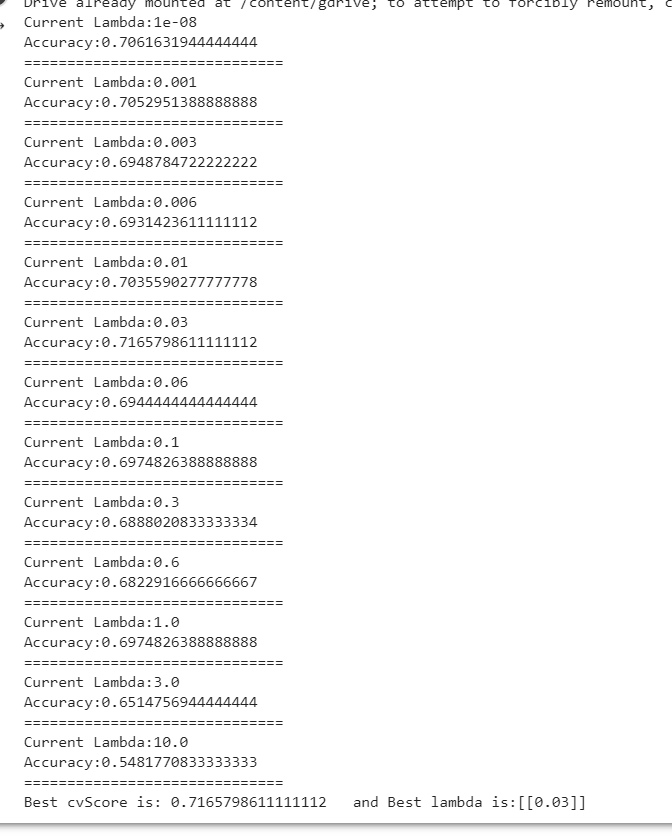 Drive already mounted at /content/gdrive; to attempt to forcibly remount, c
Current Lambda:1e-08
Accuracy:0.7061631944444444
==============================
Current Lambda:0.001
Accuracy:0.7052951388888888
==============================
Current Lambda:0.003
Accuracy:0.6948784722222222
==============================
Current Lambda:0.006
Accuracy:0.6931423611111112
==============================
Current Lambda:0.01
Accuracy:0.7035590277777778
==============================
Current Lambda:0.03
Accuracy:0.7165798611111112
==============================
Current Lambda:0.06
Accuracy:0.6944444444444444
==============================
Current Lambda:0.1
Accuracy:0.6974826388888888
==============================
Current Lambda:0.3
Accuracy:0.6888020833333334
==============================
Current Lambda:0.6
Accuracy:0.6822916666666667
==============================
Current Lambda:1.0
Accuracy:0.6974826388888888
==============================
Current Lambda:3.0
Accuracy:0.6514756944444444
==============================
Current Lambda:10.0
Accuracy:0.5481770833333333
==============================
Best cvScore is: 0.7165798611111112   and Best lambda is:[[0.03]]